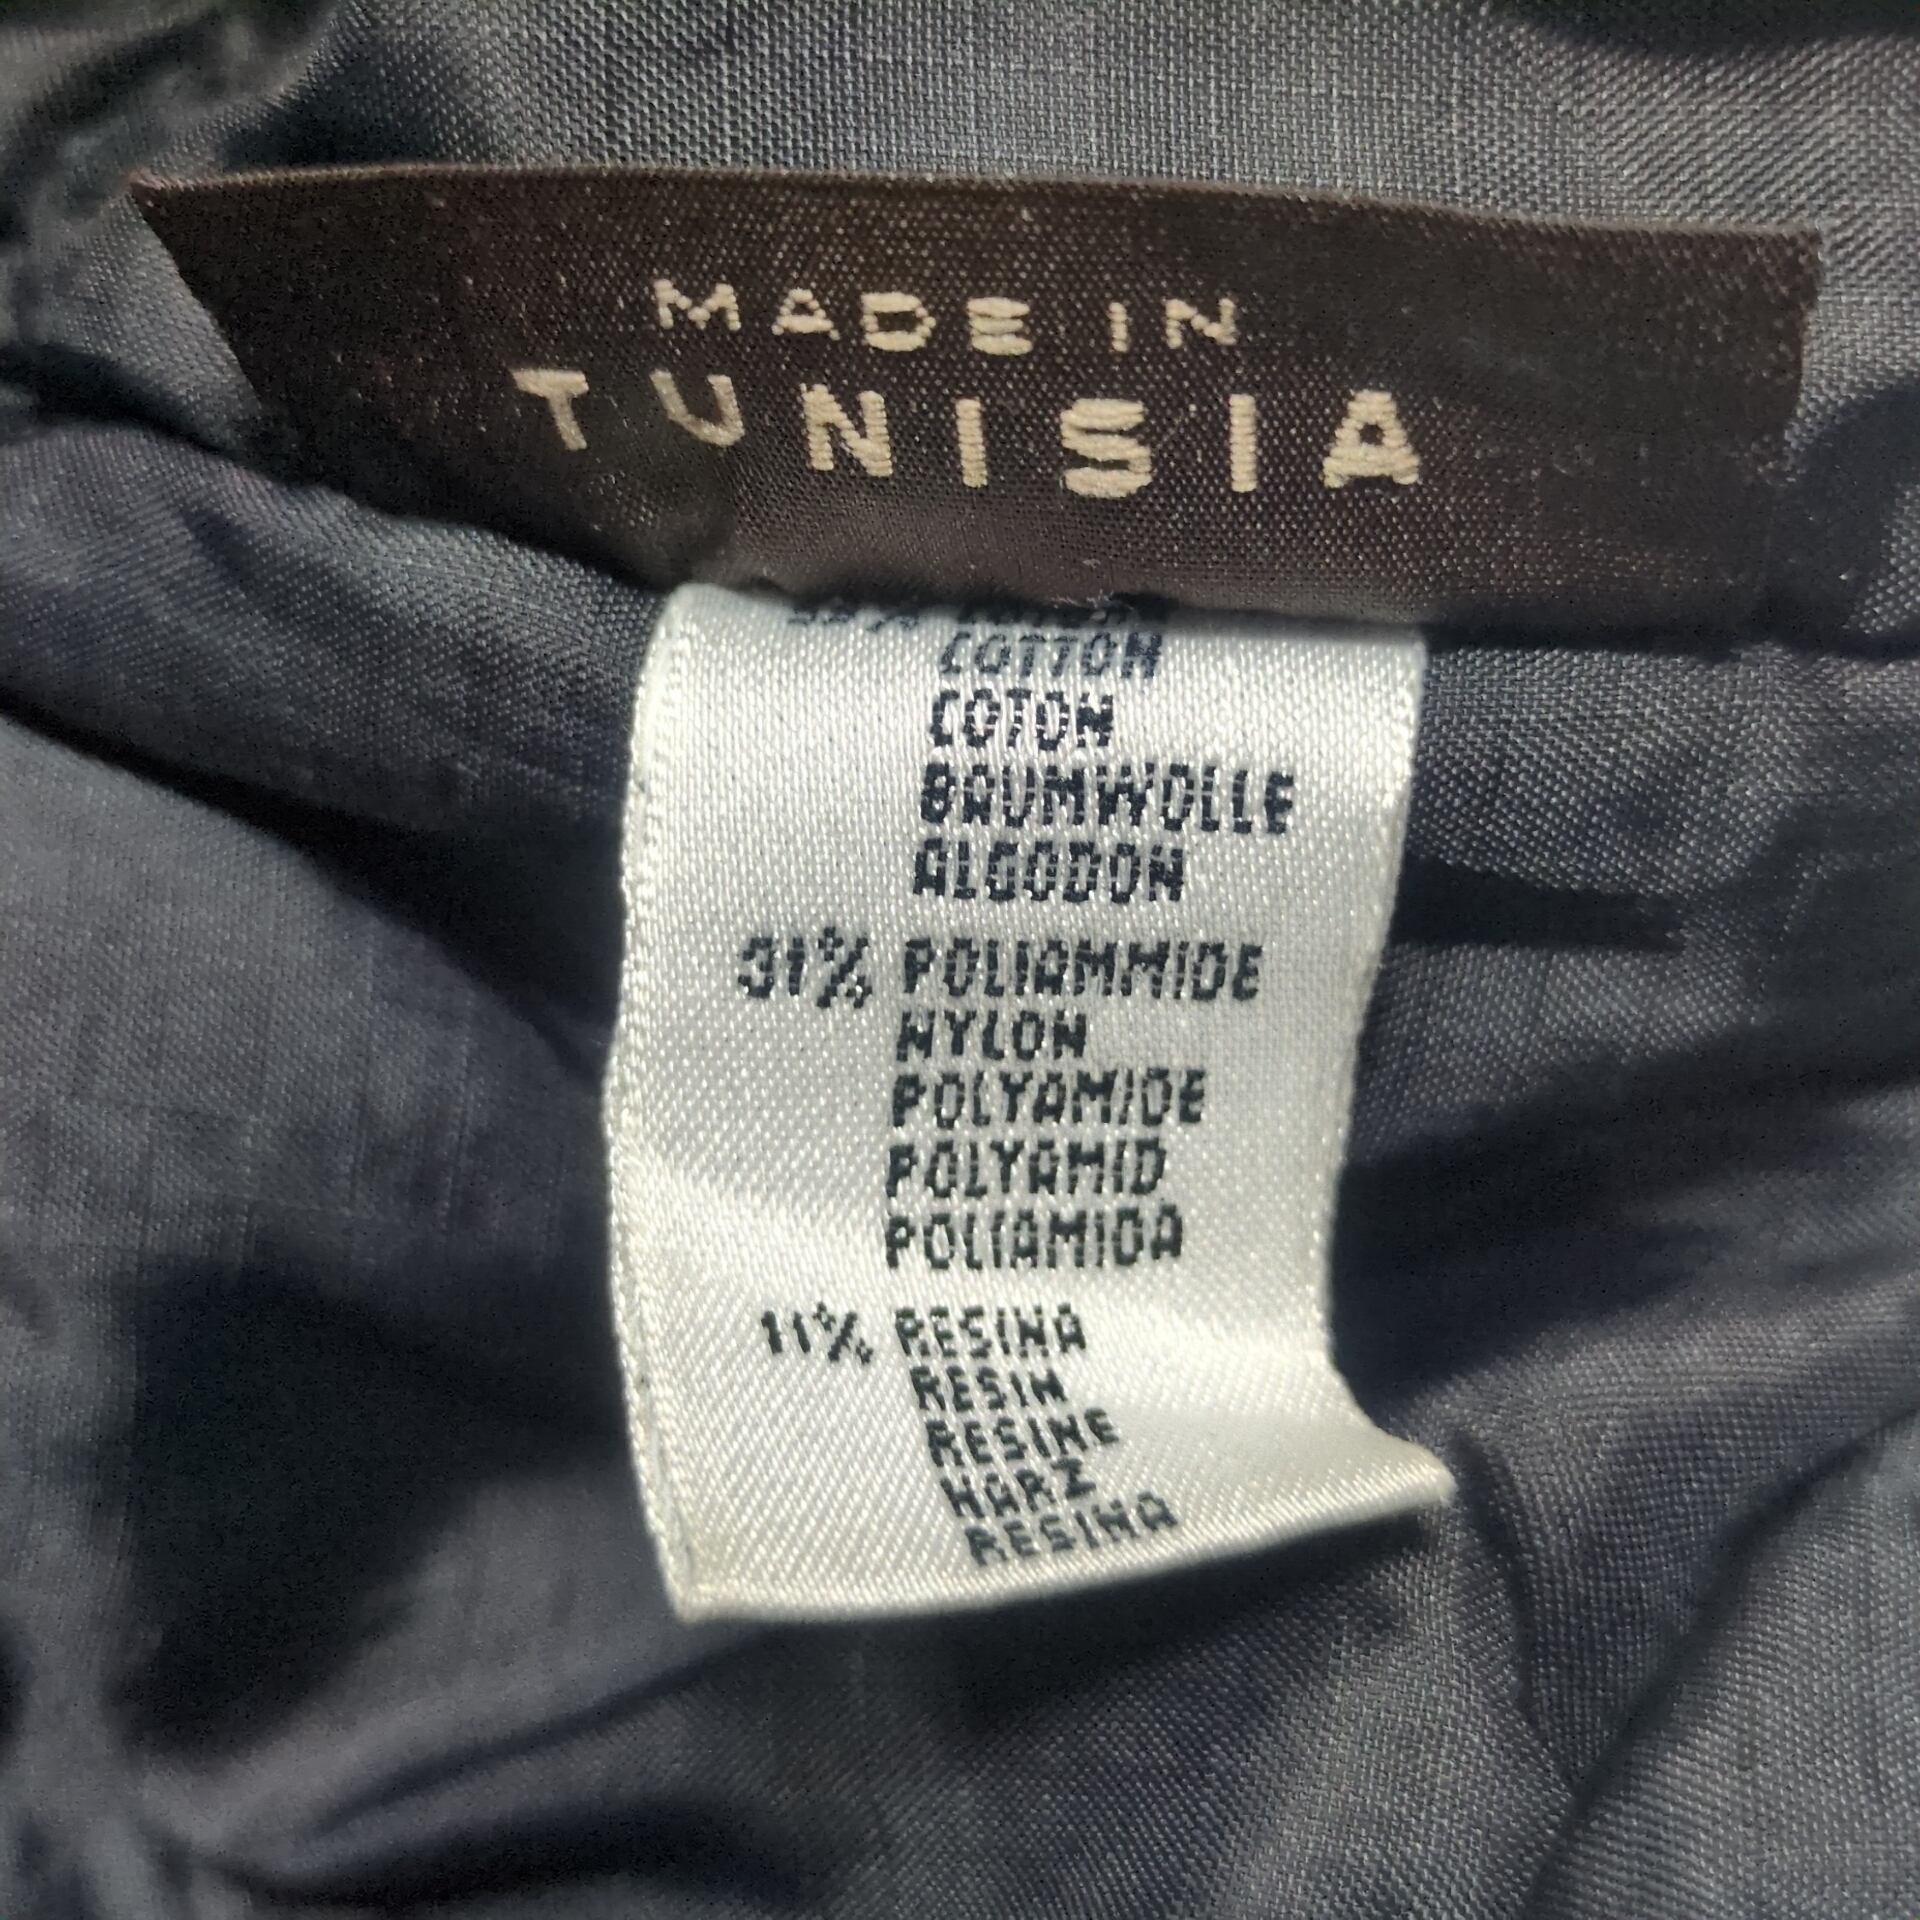 MADE IN
TUNISIA
COTTON
COTON
BAUMWOLLE
ALGODON
31% POLIAMMIDE
NYLON
POLYAMIDE
POLYAMID
POLIAMIDA
11% RESINA
RESIN
RESINE
HARZ
RESINA